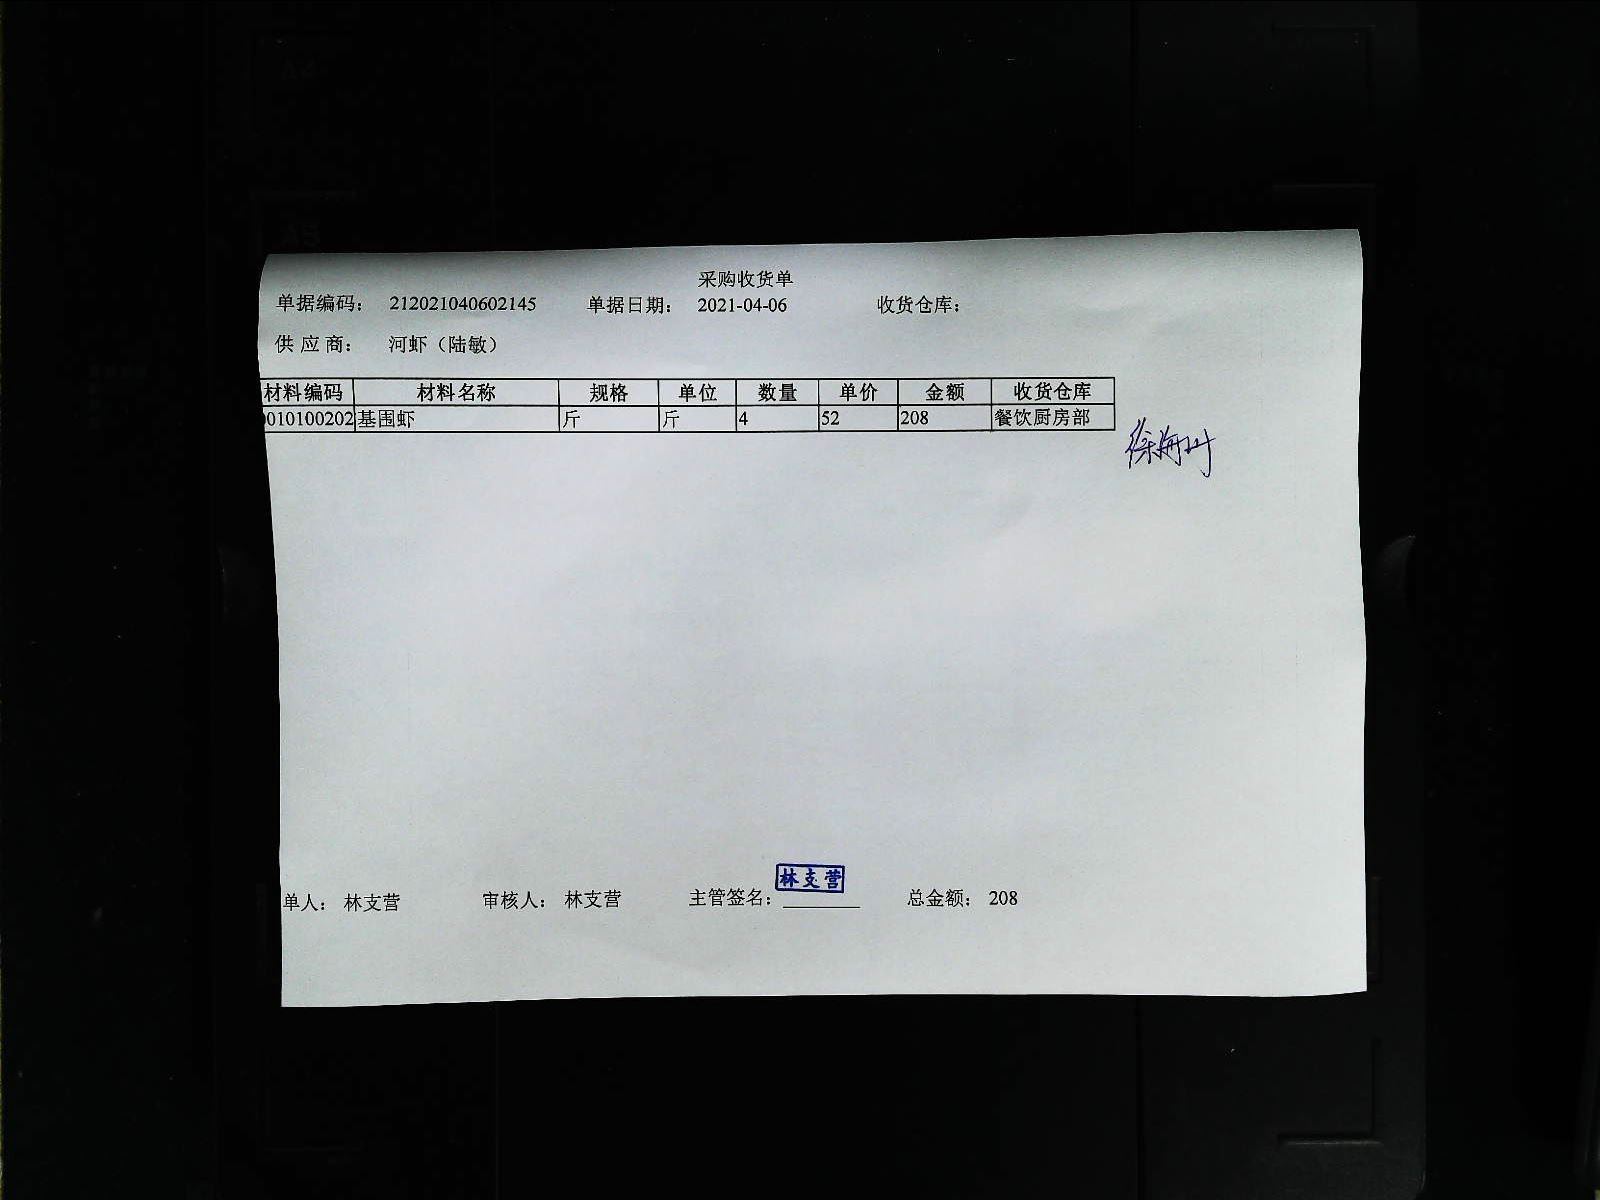 采购收货单
单据编码： 212021040602145 单据日期： 2021-04-06 收货仓库：
供 应 商： 河虾（陆敏）
材料编码 材料名称 规格 单位 数量 单价 金额 收货仓库
010100202 基围虾 斤 斤 4 52 208 餐饮厨房部
林支营
单人： 林支营 审核人： 林支营 主管签名： 总金额： 208